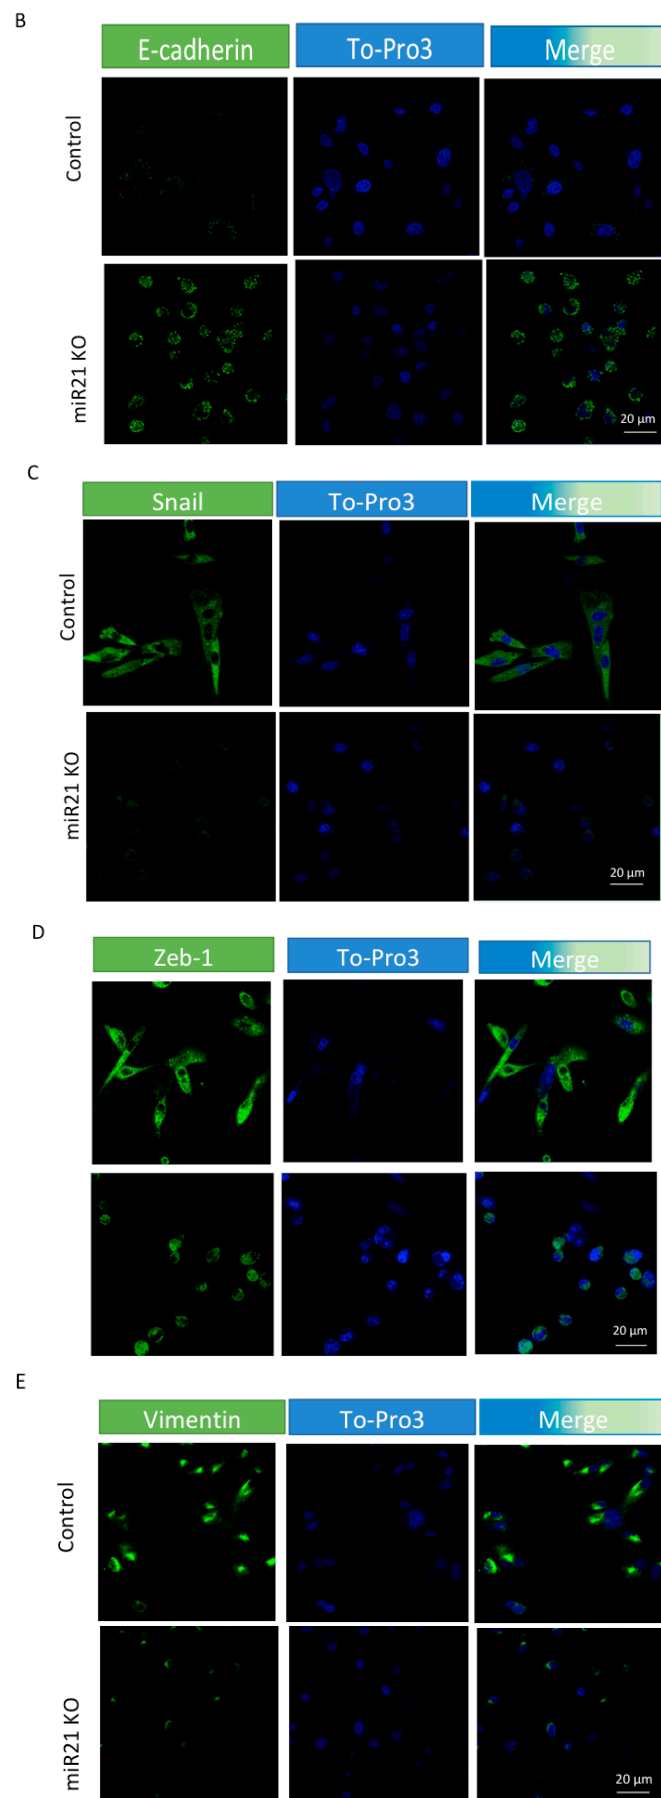 B
E-cadherin To-Pro3 Merge
Control
miR21 KO
20 µm
C
Snail To-Pro3 Merge
Control
miR21 KO
20 µm
D
Zeb-1 To-Pro3 Merge
20 µm
E
Vimentin To-Pro3 Merge
Control
miR21 KO
20 µm